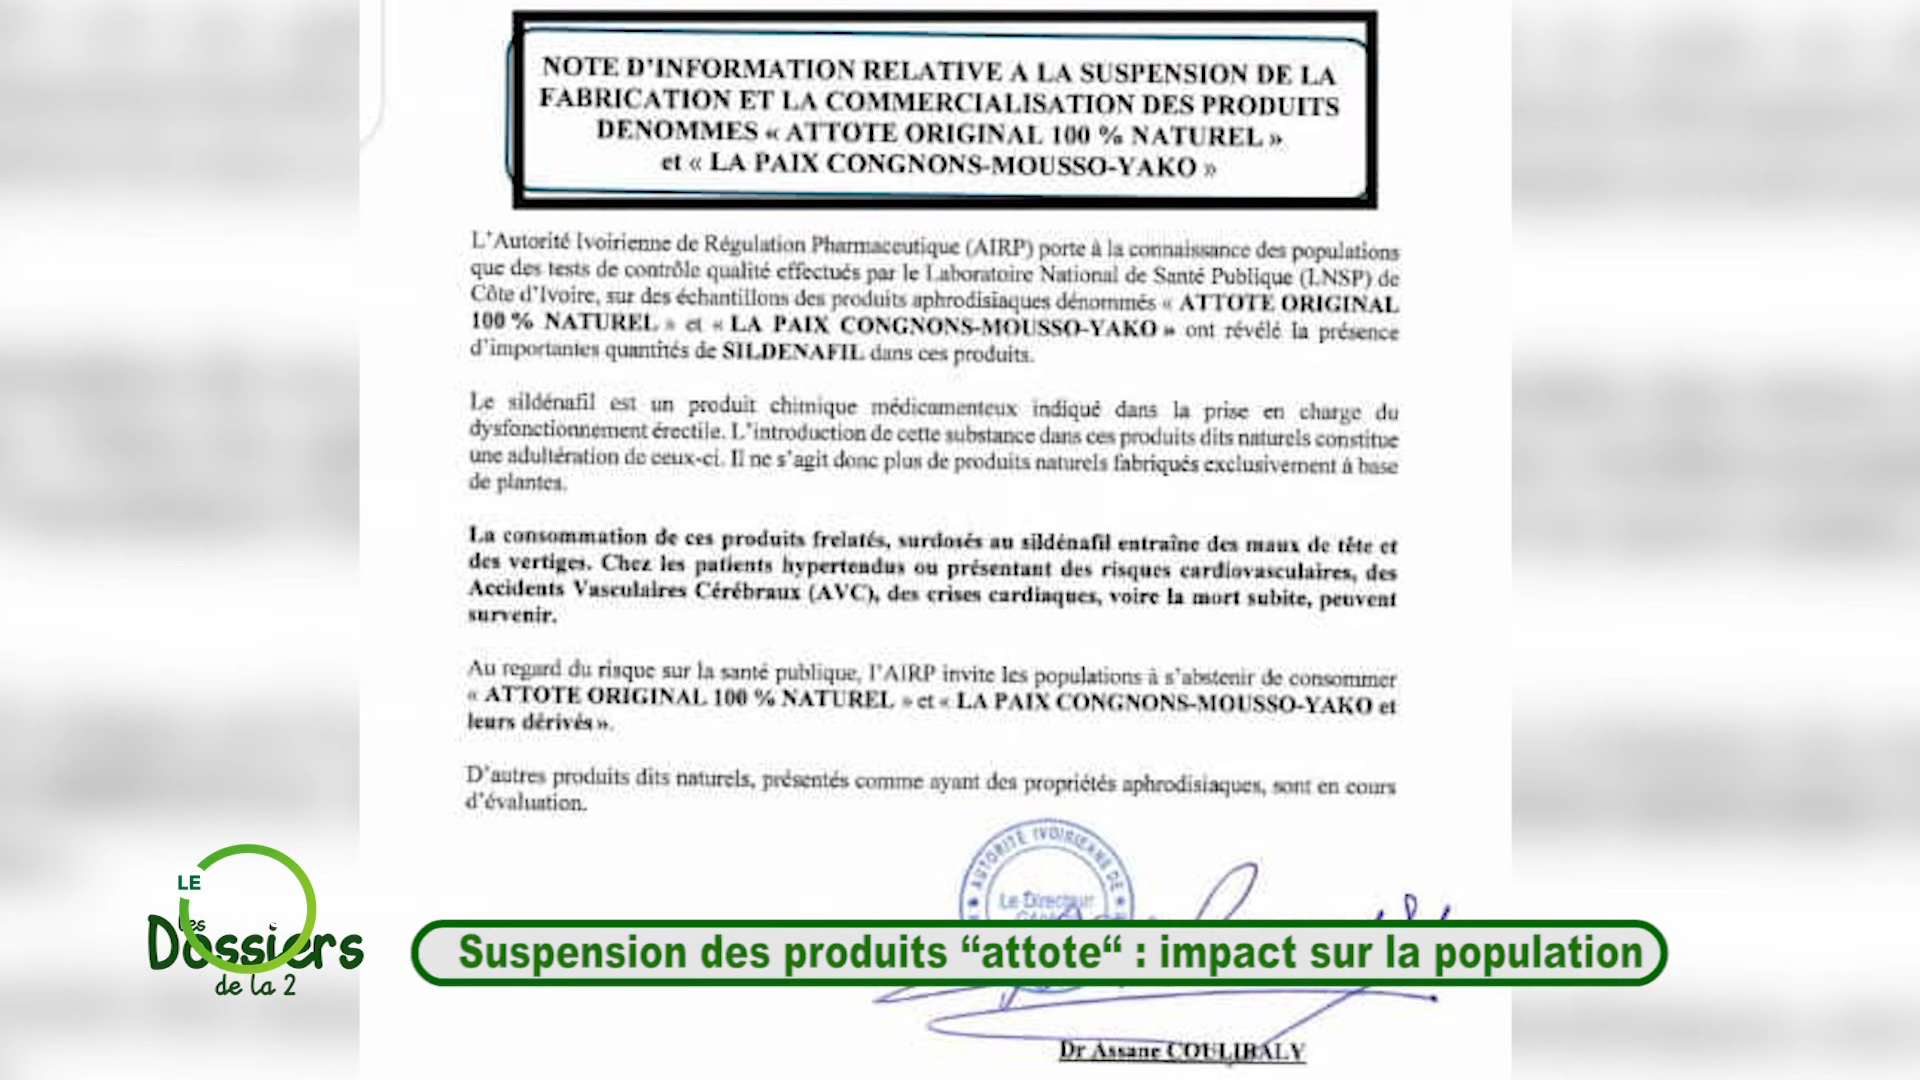 NOTE D'INFORMATION RELATIVE A LA SUSPENSION DE LA
FABRICATION ET LA COMMERCIALISATION DES PRODUITS
DENOMMES « ATTOTE ORIGINAL 100 % NATUREL »
et « LA PAIX CONGNONS-MOUSSO-YAKO »
L'Autorité Ivoirienne de Régulation Pharmaceutique (AIRP) porte à la connaissance des populations
que des tests de contrôle qualité effectués par le Laboratoire National de Santé Publique (LNSP) de
Côte d'Ivoire, sur des échantillons des produits aphrodisiaques dénommés « ATTOTE ORIGINAL
100 % NATUREL » et « LA PAIX CONGNONS-MOUSSO-YAKO » ont révélé la présence
d'importantes quantités de SILDENAFIL dans ces produits.
Le sildénafil est un produit chimique médicamenteux indiqué dans la prise en charge du
dysfonctionnement érectile. L'introduction de cette substance dans ces produits dits naturels constitue
une adultération de ceux-ci. Il ne s'agit donc plus de produits naturels fabriqués exclusivement à base
de plantes.
La consommation de ces produits frelatés, surdosés au sildénafil entraîne des maux de tête et
des vertiges. Chez les patients hypertendus ou présentant des risques cardiovasculaires, des
Accidents Vasculaires Cérébraux (AVC), des crises cardiaques, voire la mort subite, peuvent
survenir.
Au regard du risque sur la santé publique, l'AIRP invite les populations à s'abstenir de consommer
« ATTOTE ORIGINAL 100 % NATUREL » et « LA PAIX CONGNONS-MOUSSO-YAKO et
leurs dérivés ».
D'autres produits dits naturels, présentés comme ayant des propriétés aphrodisiaques, sont en cours
d'évaluation.
AUTORITE IVOIRIENNE DE
Le Directeur
LE
les
Dossiers
de la 2
Suspension des produits “attote“ : impact sur la population
Dr Assane COULIBALY